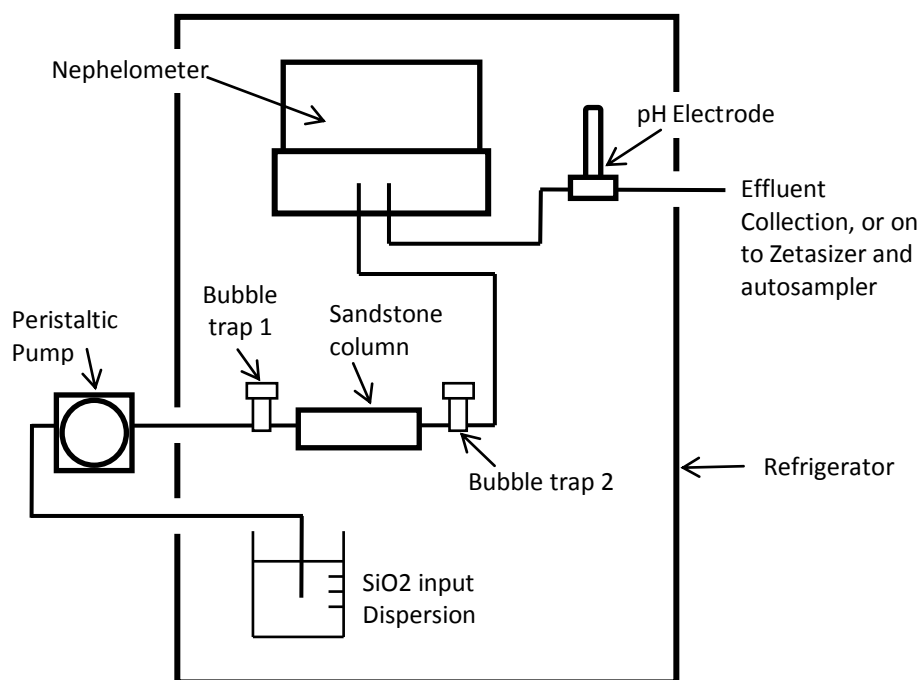 Nephelometer
pH Electrode
Effluent
Collection, or on
to Zetasizer and
autosampler
Bubble
trap 1
Sandstone
column
Peristaltic
Pump
Bubble trap 2
Refrigerator
SiO2 input
Dispersion